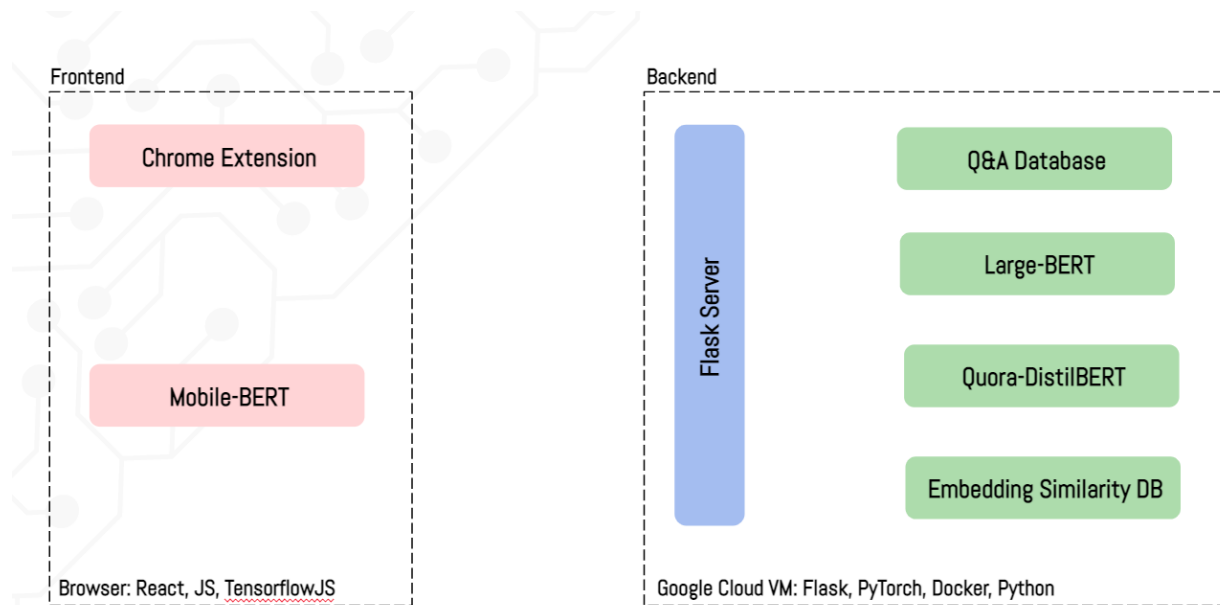 Frontend
Chrome Extension
Mobile-BERT
Browser: React, JS, TensorflowJS
Backend
Flask Server
Q&A Database
Large-BERT
Quora-DistilBERT
Embedding Similarity DB
Google Cloud VM: Flask, PyTorch, Docker, Python